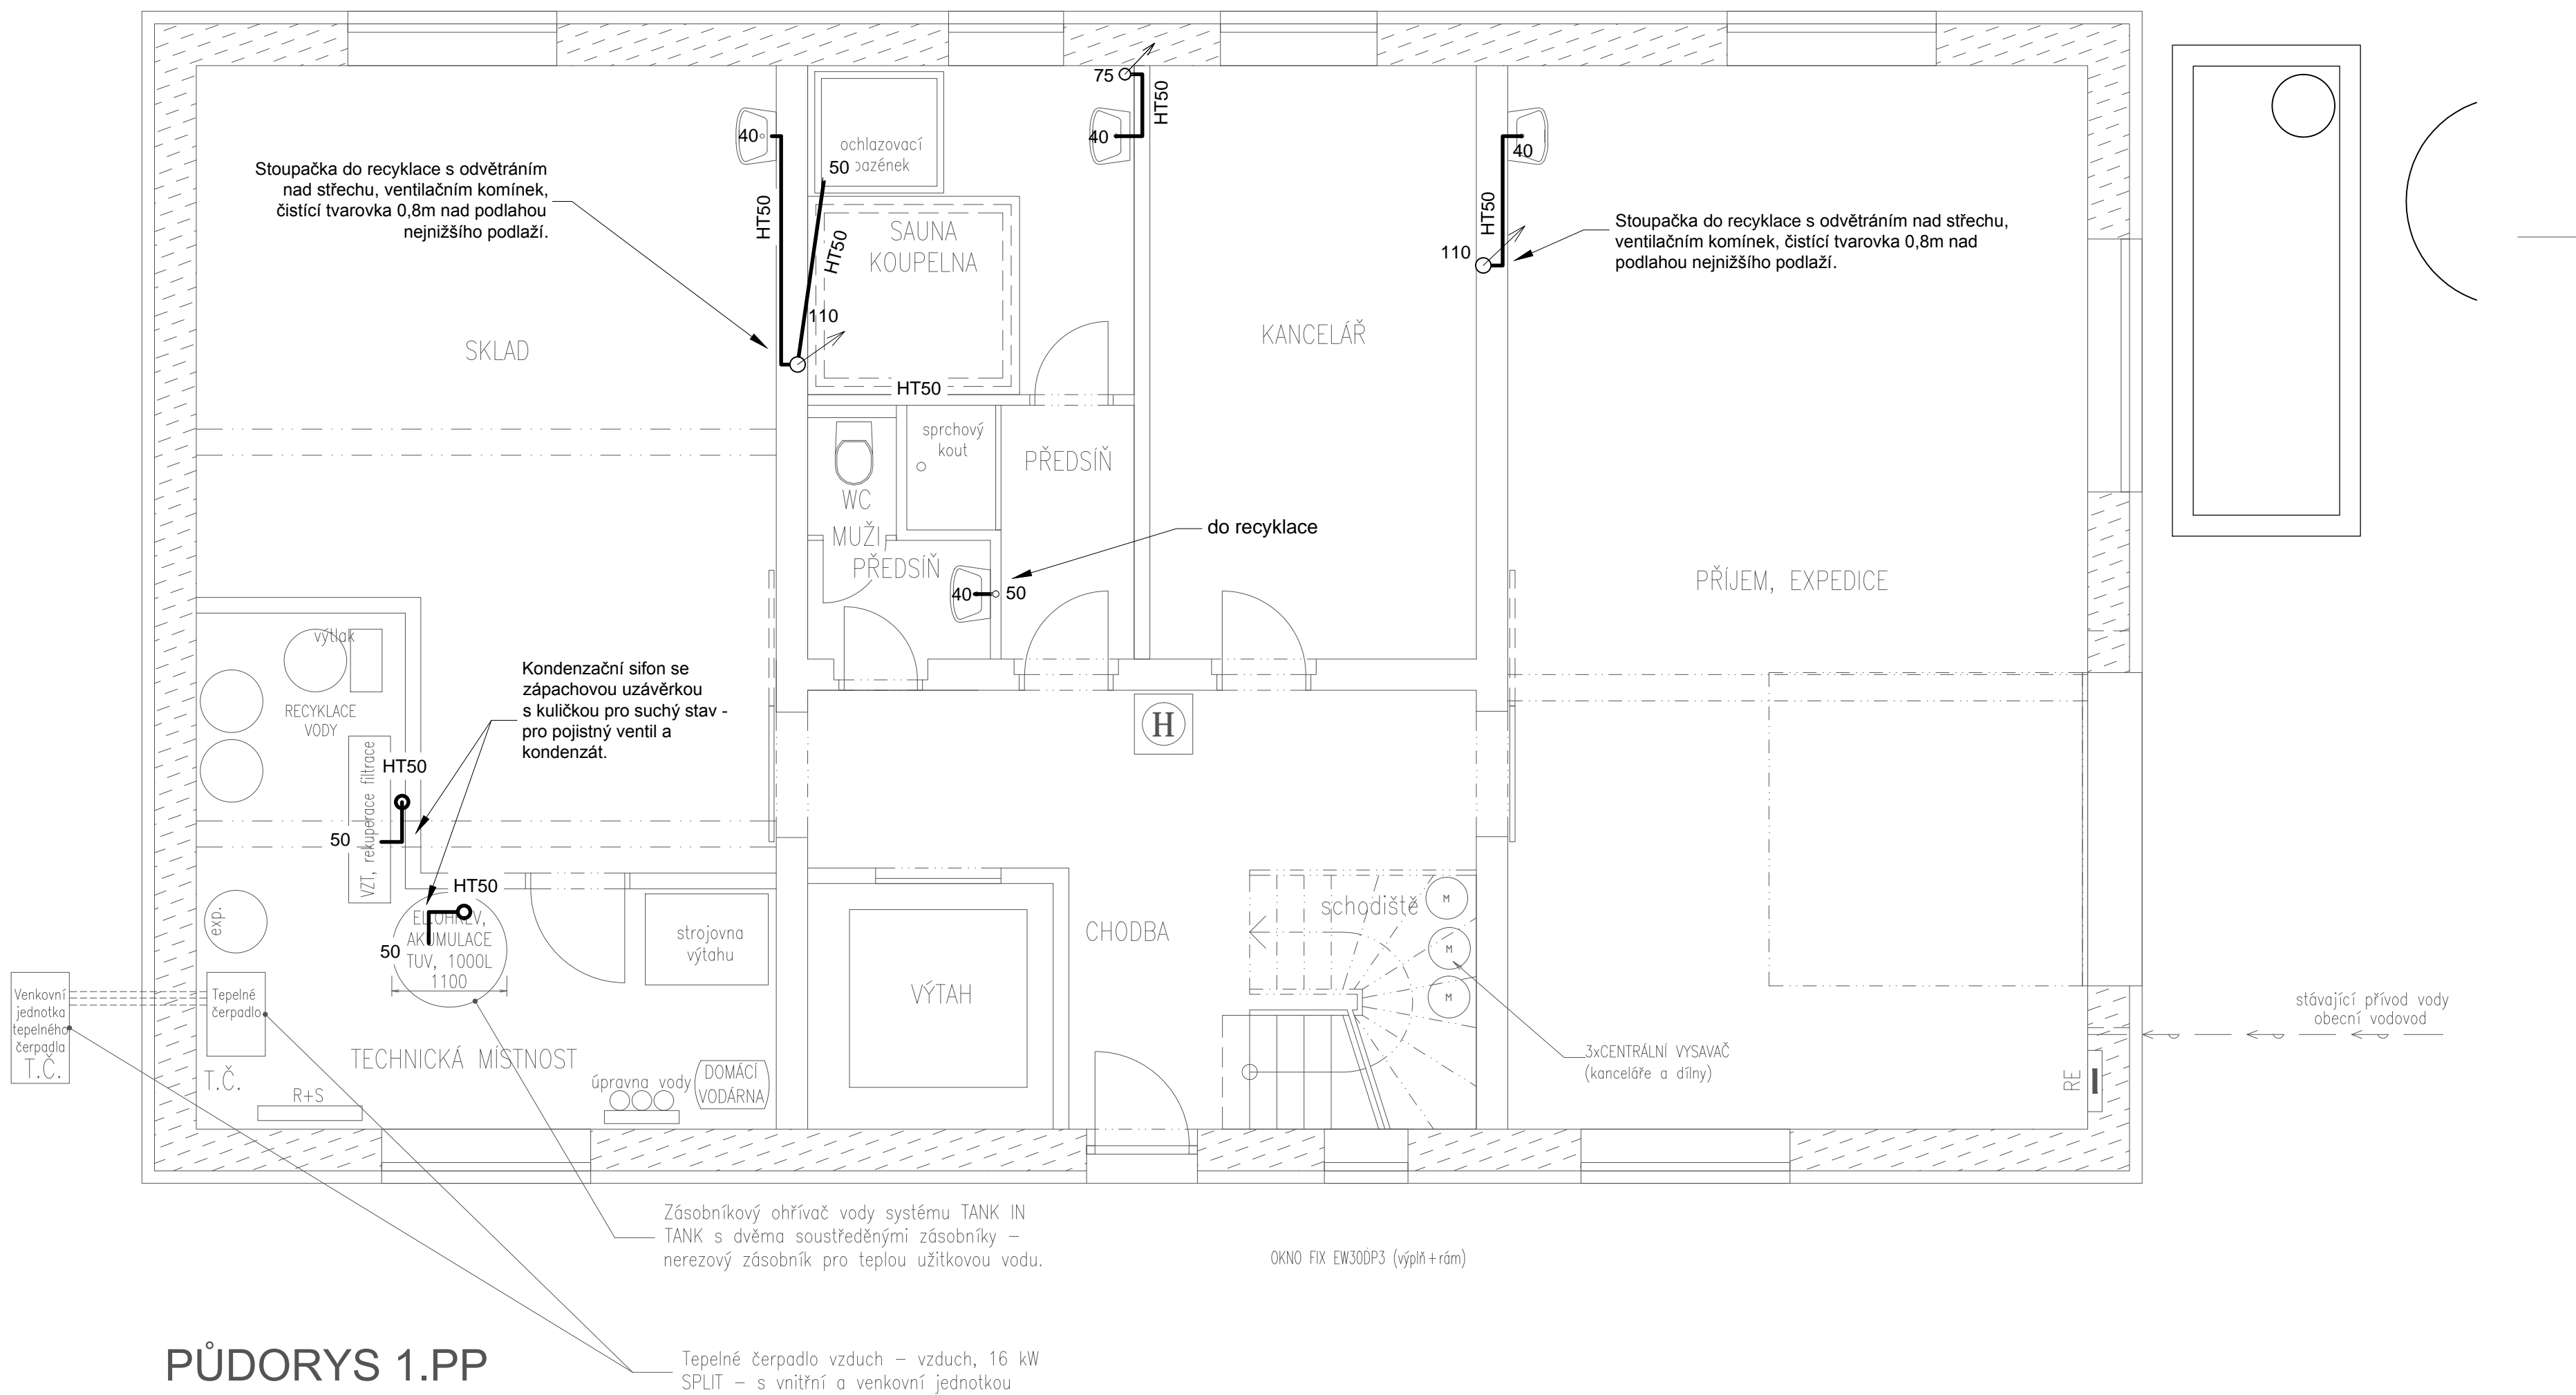 75
HT50
40
40
40
ochlazovací
bazének
50
Stoupačka do recyklace s odvětráním
nad střechu, ventilačním komínek,
čistící tvarovka 0,8m nad podlahou
nejnižšího podlaží.
HT50
HT50
HT50
SAUNA
KOUPELNA
Stoupačka do recyklace s odvětráním nad střechu,
ventilačním komínek, čistící tvarovka 0,8m nad
podlahou nejnižšího podlaží.
110
110
SKLAD
KANCELÁŘ
HT50
sprchový
kout
PŘEDSÍŇ
WC
MUŽI
do recyklace
PŘEDSÍŇ
40
50
PŘÍJEM, EXPEDICE
výtlak
RECYKLACE
VODY
Kondenzační sifon se
zápachovou uzávěrkou
s kuličkou pro suchý stav -
pro pojistný ventil a
kondenzát.
H
VZT, rekuperace filtrace
HT50
50
HT50
exp.
EL.OHŘEV,
AKUMULACE
TUV, 1000L
1100
50
strojovna
výtahu
VÝTAH
CHODBA
schodiště
M
M
M
Venkovní
jednotka
tepelného
čerpadla
T.Č.
Tepelné
čerpadlo
T.Č.
TECHNICKÁ MÍSTNOST
R+S
úpravna vody
DOMÁCÍ
VODÁRNA
3xCENTRÁLNÍ VYSAVAČ
(kanceláře a dílny)
RE
stávající přívod vody
obecní vodovod
Zásobníkový ohřívač vody systému TANK IN
TANK s dvěma soustředěnými zásobníky –
nerezový zásobník pro teplou užitkovou vodu.
OKNO FIX EW30DP3 (výplň+rám)
PŮDORYS 1.PP
Tepelné čerpadlo vzduch – vzduch, 16 kW
SPLIT – s vnitřní a venkovní jednotkou